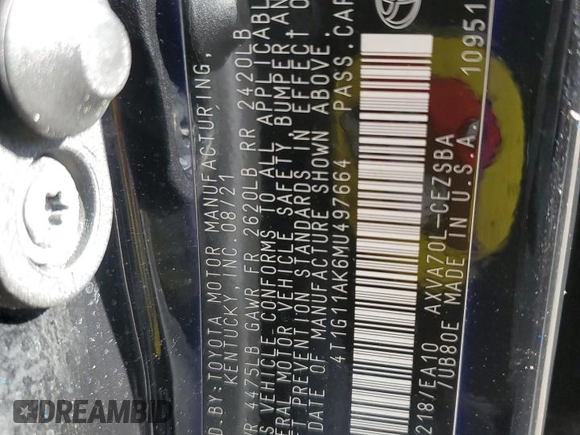 D.BY:TOYOTA MOTOR MANUFACTURING,
KENTUCKY INC. 08/21
WR 4475LB GAWR FR 2620LB RR 2420LB
S VEHICLE CONFORMS TO ALL APPLICABL
ERAL MOTOR VEHICLE SAFETY, BUMPER, AN
FT PREVENTION STANDARDS IN EFFECT O
DATE OF MANUFACTURE SHOWN ABOVE.
4T1G11AK6MU497664 PASS.CAR
218/EA10 AXVA70L-CEZSBA
7UB80E MADE IN U.S.A.
10951
DREAMBID